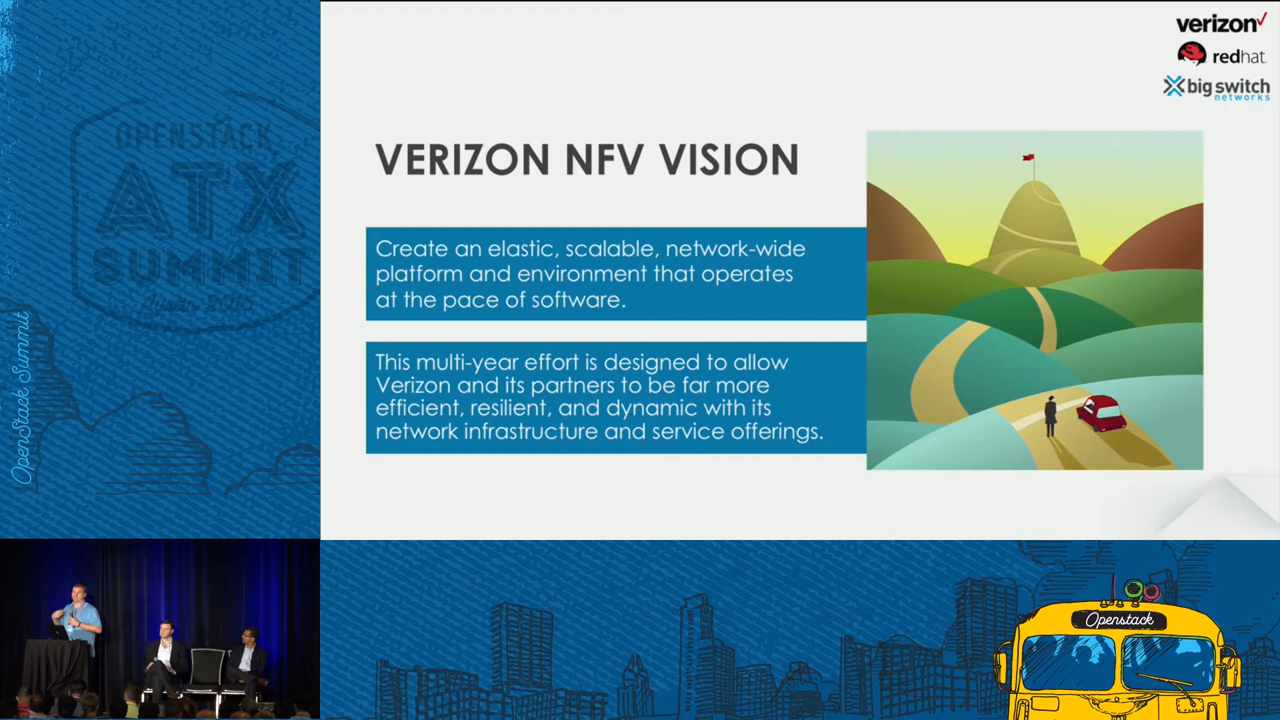 verizon
redhat.
big switch
networks
OPENSTACK
ATX
SUMMIT
Austin 2016
OpenStack Summit
VERIZON NFV VISION
Create an elastic, scalable, network-wide
platform and environment that operates
at the pace of software.
This multi-year effort is designed to allow
Verizon and its partners to be far more
efficient, resilient, and dynamic with its
network infrastructure and service offerings.
Openstack